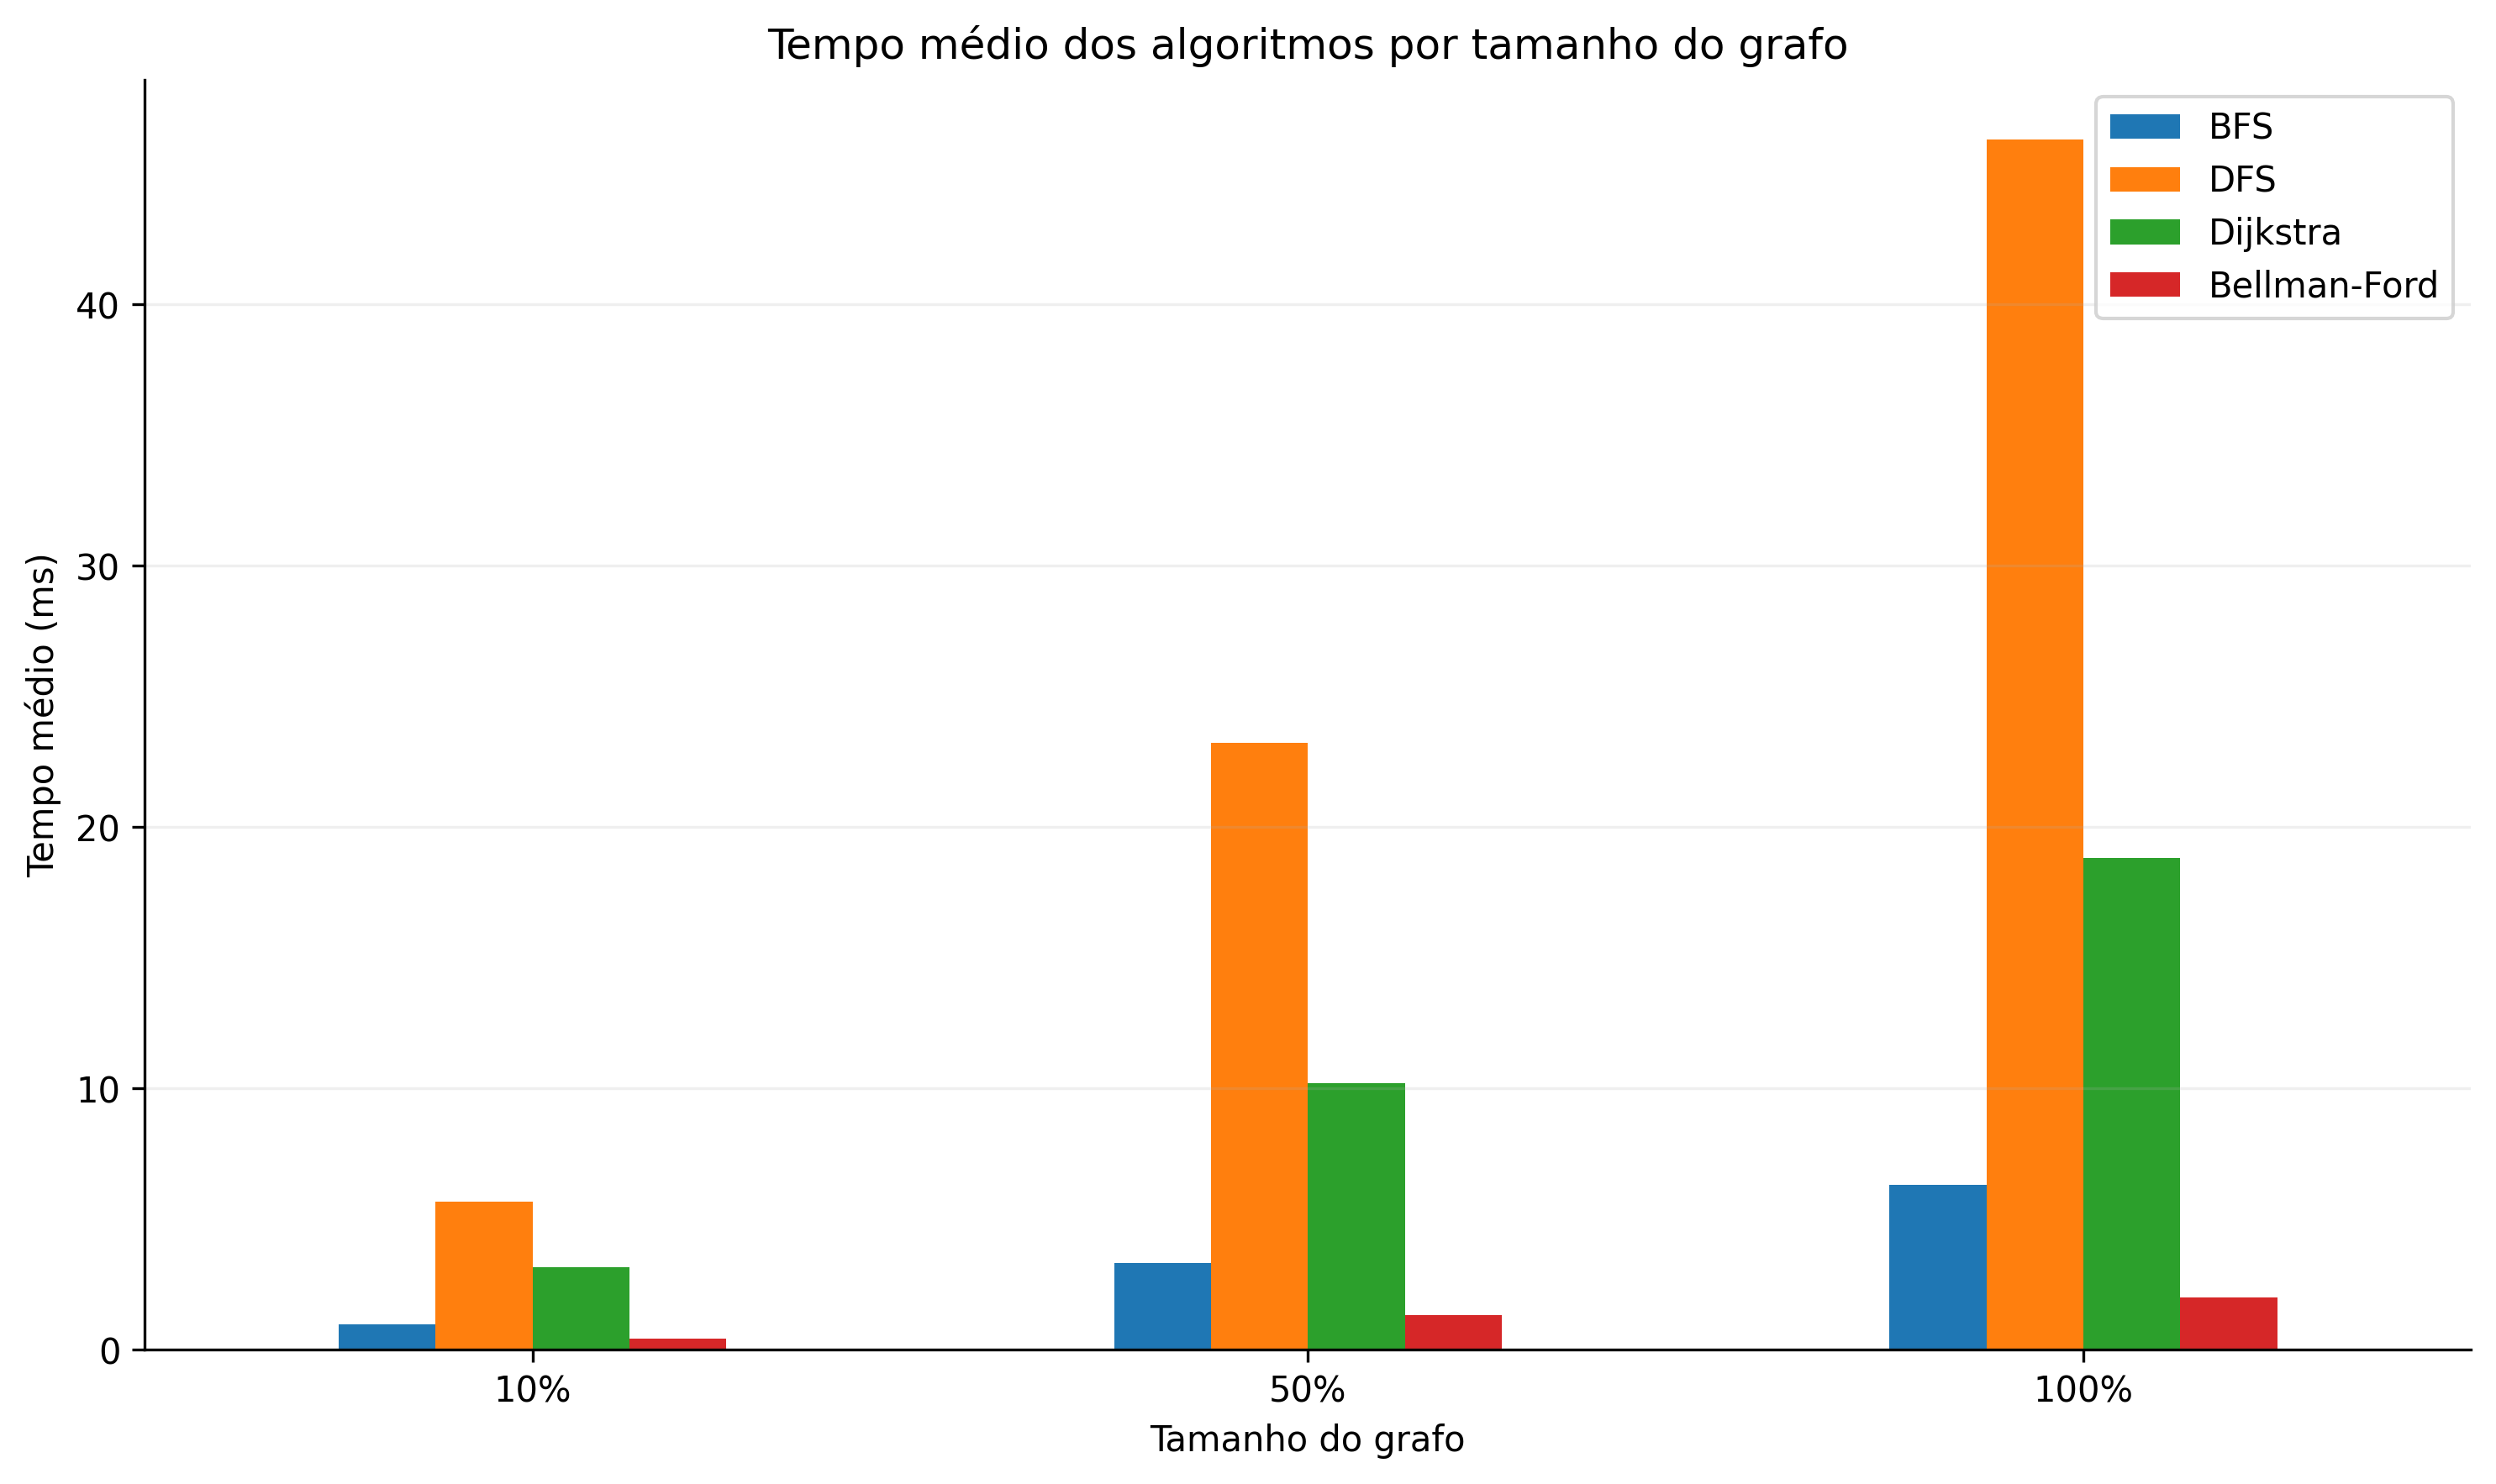 Tempo médio dos algoritmos por tamanho do grafo
BFS
DFS
Dijkstra
Bellman-Ford
Tempo médio (ms)
40
30
20
10
0
10%
50%
100%
Tamanho do grafo